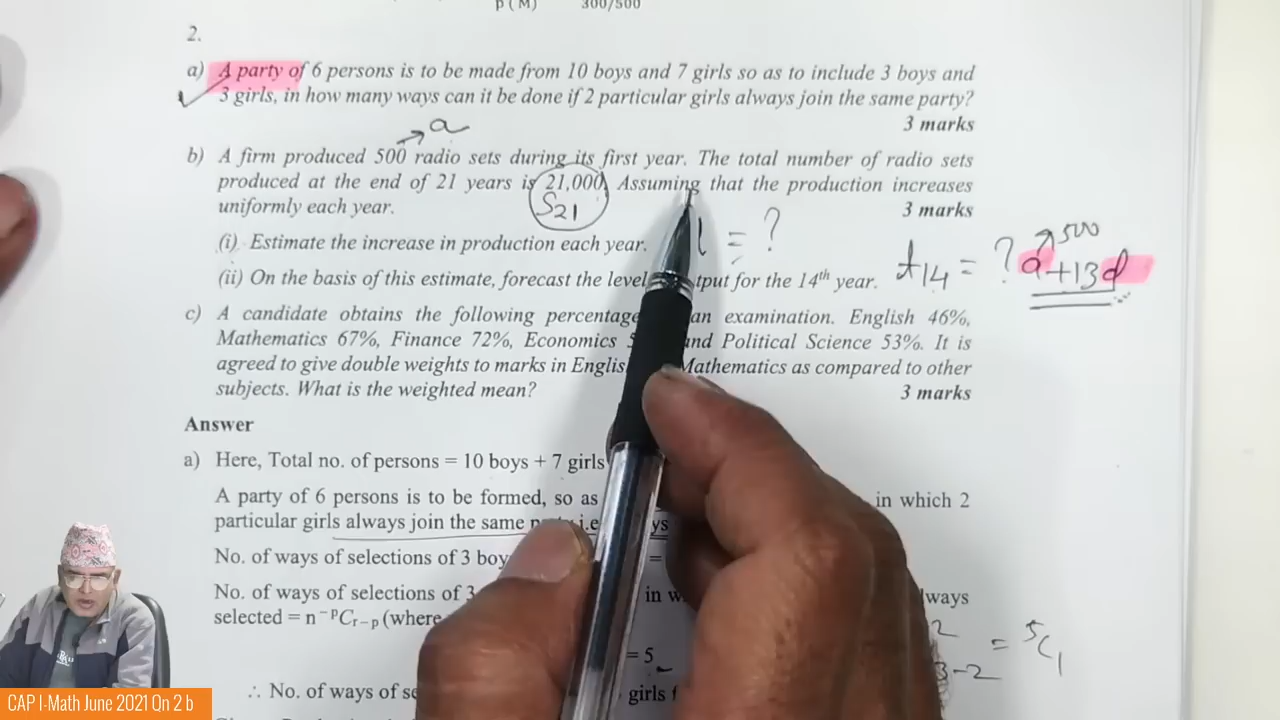 p(M) 300/500
2.
a) A party of 6 persons is to be made from 10 boys and 7 girls so as to include 3 boys and
3 girls, in how many ways can it be done if 2 particular girls always join the same party?
3 marks
a
b) A firm produced 500 radio sets during its first year. The total number of radio sets
produced at the end of 21 years is 21,000. Assuming that the production increases
S21
uniformly each year. 3 marks
(i) Estimate the increase in production each year. = ?
t14 = ? a+13d
500
(ii) On the basis of this estimate, forecast the level tput for the 14th year.
c) A candidate obtains the following percentage an examination. English 46%,
Mathematics 67%, Finance 72%, Economics and Political Science 53%. It is
agreed to give double weights to marks in Englis Mathematics as compared to other
subjects. What is the weighted mean? 3 marks
Answer
a) Here, Total no. of persons = 10 boys + 7 girls
A party of 6 persons is to be formed, so as in which 2
particular girls always join the same i.e. ys
No. of ways of selections of 3 boy =
No. of ways of selections of 3 in w lways
selected = n⁻ᵖCᵣ₋ₚ (where
2
3-2 = 5C1
= 5
∴ No. of ways of se girls f
CAP I-Math June 2021 Qn 2 b